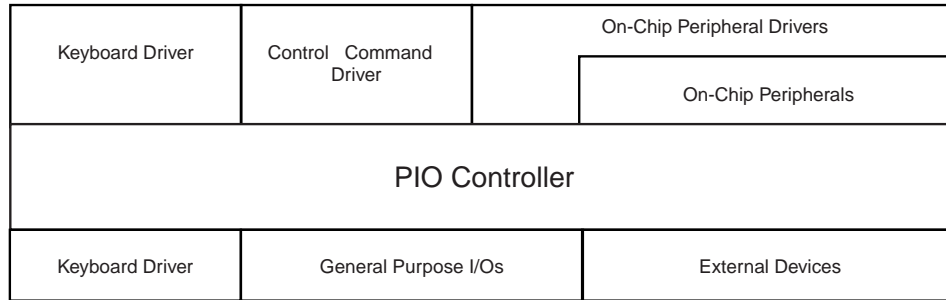 Keyboard Driver
Control Command
Driver
On-Chip Peripheral Drivers
On-Chip Peripherals
PIO Controller
Keyboard Driver
General Purpose I/Os
External Devices